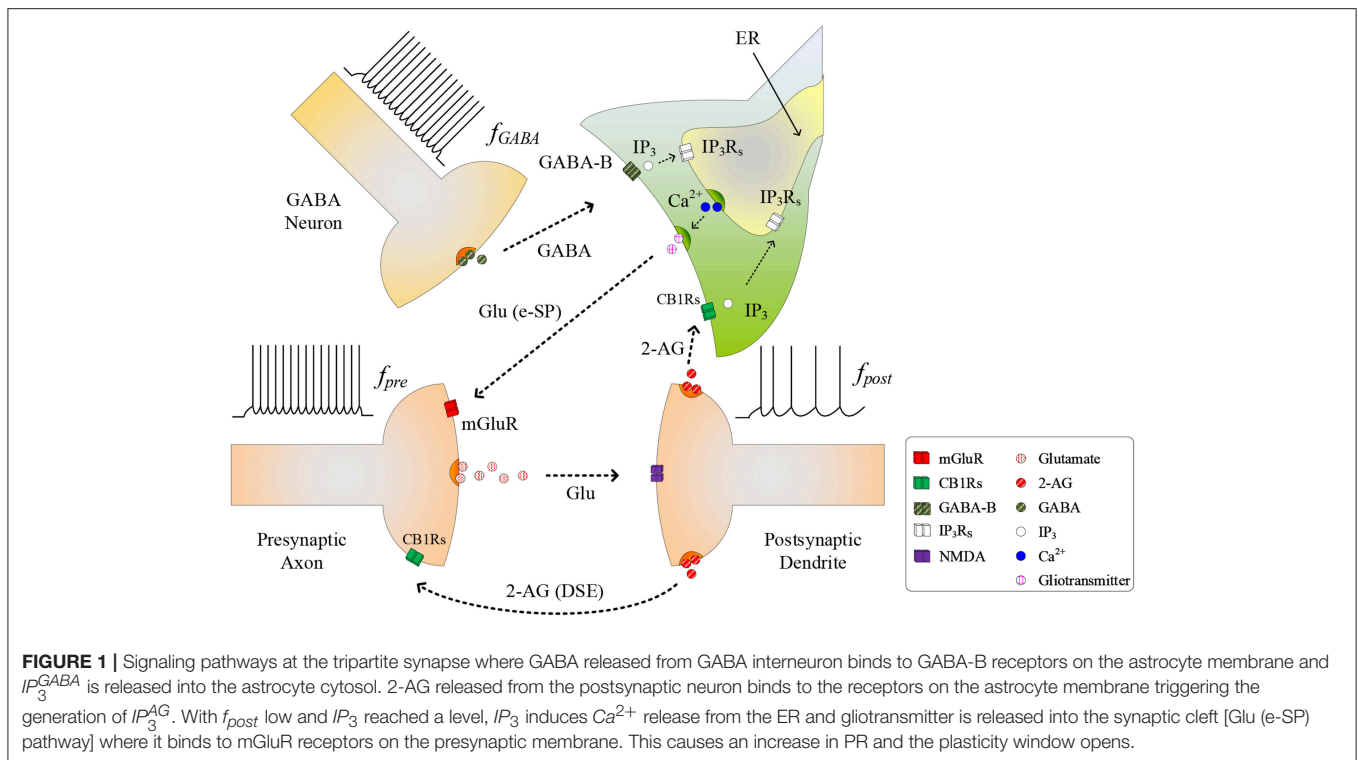 ER
f_GABA
IP₃
IP₃Rₛ
GABA-B
GABA
Neuron
Ca²⁺
IP₃Rₛ
GABA
Glu (e-SP)
CB1Rs
IP₃
2-AG
f_pre
f_post
mGluR
Glu
Presynaptic
Axon
CB1Rs
Postsynaptic
Dendrite
2-AG (DSE)
mGluR
CB1Rs
GABA-B
IP₃Rₛ
NMDA
Glutamate
2-AG
GABA
IP₃
Ca²⁺
Gliotransmitter
FIGURE 1 | Signaling pathways at the tripartite synapse where GABA released from GABA interneuron binds to GABA-B receptors on the astrocyte membrane and
IP₃^GABA is released into the astrocyte cytosol. 2-AG released from the postsynaptic neuron binds to the receptors on the astrocyte membrane triggering the
generation of IP₃^AG. With f_post low and IP₃ reached a level, IP₃ induces Ca²⁺ release from the ER and gliotransmitter is released into the synaptic cleft [Glu (e-SP)
pathway] where it binds to mGluR receptors on the presynaptic membrane. This causes an increase in PR and the plasticity window opens.